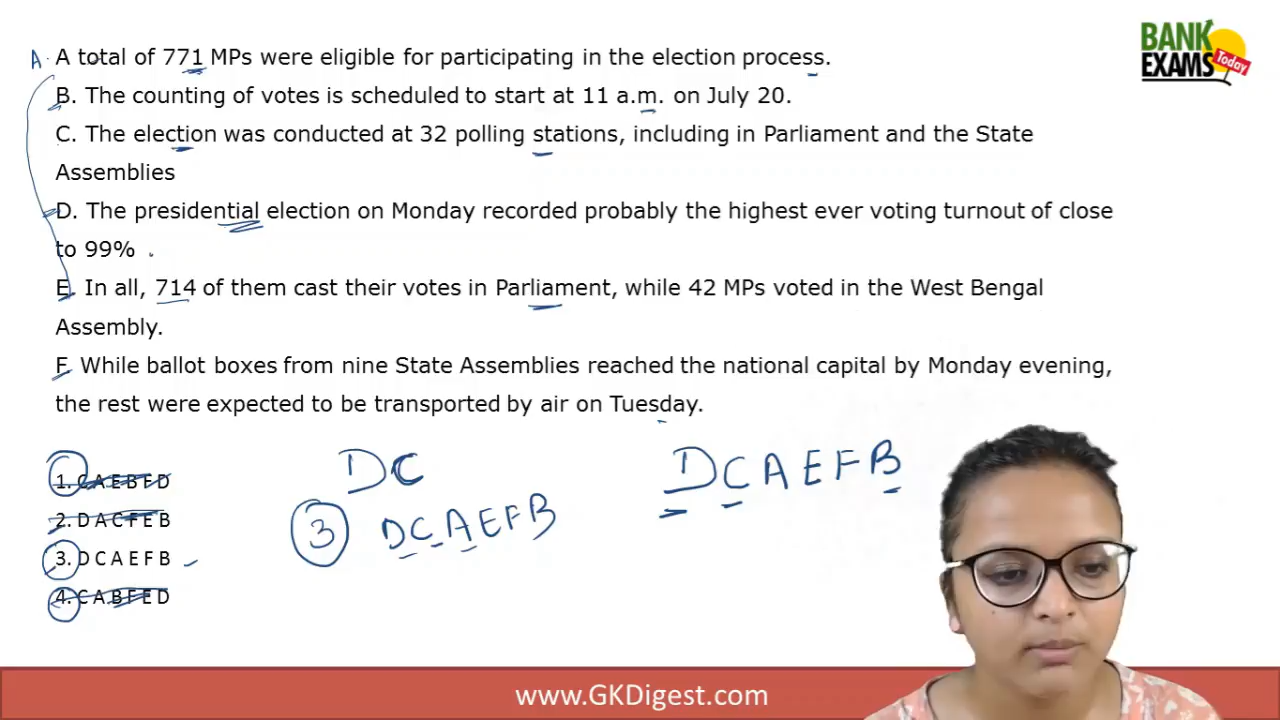 BANK
EXAMS Today
A. A total of 771 MPs were eligible for participating in the election process.
B. The counting of votes is scheduled to start at 11 a.m. on July 20.
C. The election was conducted at 32 polling stations, including in Parliament and the State
Assemblies
D. The presidential election on Monday recorded probably the highest ever voting turnout of close
to 99%
E. In all, 714 of them cast their votes in Parliament, while 42 MPs voted in the West Bengal
Assembly.
F. While ballot boxes from nine State Assemblies reached the national capital by Monday evening,
the rest were expected to be transported by air on Tuesday.
1. C A E B F D
2. D A C F E B
3. D C A E F B
4. C A B F E D
DC
3 DCAEFB
DCAEFB
www.GKDigest.com